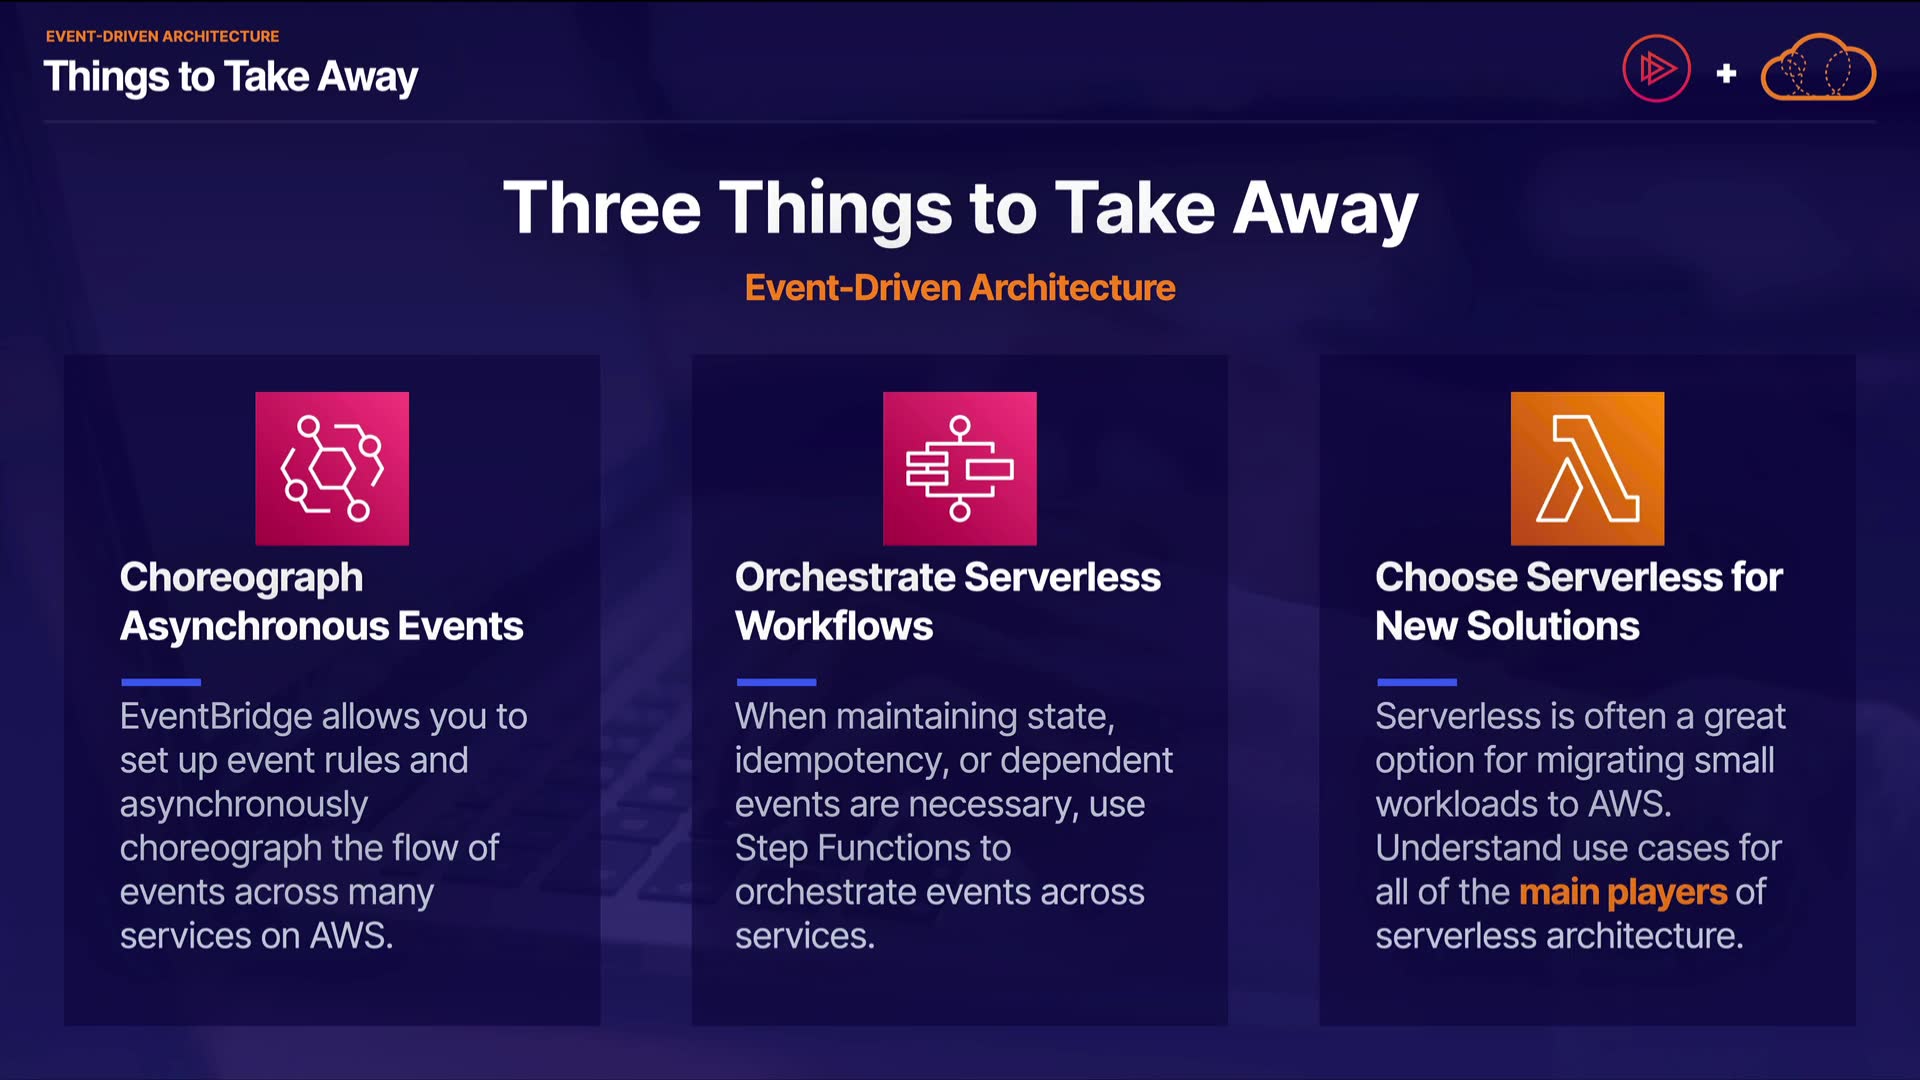 EVENT-DRIVEN ARCHITECTURE
Things to Take Away
+
Three Things to Take Away
Event-Driven Architecture
Choreograph
Asynchronous Events
EventBridge allows you to
set up event rules and
asynchronously
choreograph the flow of
events across many
services on AWS.
Orchestrate Serverless
Workflows
When maintaining state,
idempotency, or dependent
events are necessary, use
Step Functions to
orchestrate events across
services.
Choose Serverless for
New Solutions
Serverless is often a great
option for migrating small
workloads to AWS.
Understand use cases for
all of the main players of
serverless architecture.